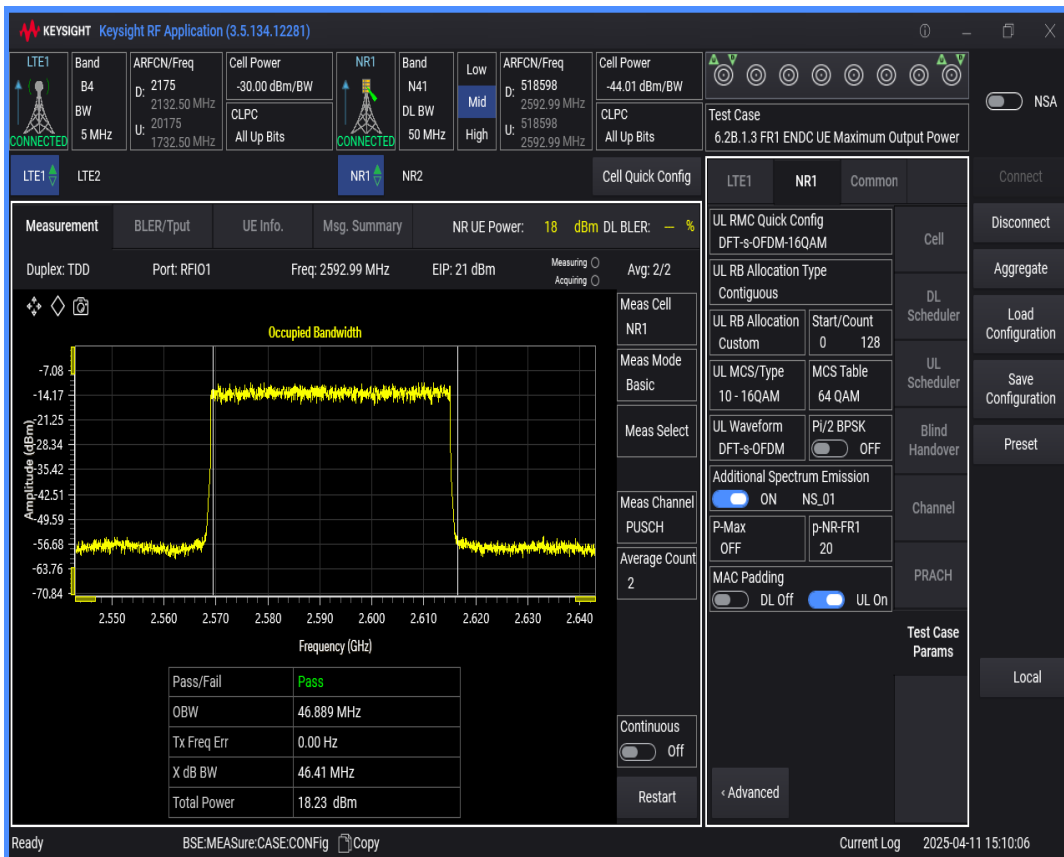 KEYSIGHT Keysight RF Application (3.5.134.12281)
LTE1
CONNECTED
Band
B4
BW
5 MHz
ARFCN/Freq
D: 2175
2132.50 MHz
U: 20175
1732.50 MHz
Cell Power
-30.00 dBm/BW
CLPC
All Up Bits
NR1
CONNECTED
Band
N41
DL BW
50 MHz
Low
Mid
High
ARFCN/Freq
D: 518598
2592.99 MHz
U: 518598
2592.99 MHz
Cell Power
-44.01 dBm/BW
CLPC
All Up Bits
Test Case
6.2B.1.3 FR1 ENDC UE Maximum Output Power
NSA
LTE1 LTE2 NR1 NR2 Cell Quick Config
Measurement BLER/Tput UE Info. Msg. Summary NR UE Power: 18 dBm DL BLER: — %
Duplex: TDD Port: RFIO1 Freq: 2592.99 MHz EIP: 21 dBm Measuring Acquiring Avg: 2/2
Occupied Bandwidth
Amplitude (dBm)
-7.08
-14.17
-21.25
-28.34
-35.42
-42.51
-49.59
-56.68
-63.76
-70.84
2.550 2.560 2.570 2.580 2.590 2.600 2.610 2.620 2.630 2.640
Frequency (GHz)
Pass/Fail Pass
OBW 46.889 MHz
Tx Freq Err 0.00 Hz
X dB BW 46.41 MHz
Total Power 18.23 dBm
Meas Cell
NR1
Meas Mode
Basic
Meas Select
Meas Channel
PUSCH
Average Count
2
Continuous
Off
Restart
LTE1 NR1 Common
UL RMC Quick Config
DFT-s-OFDM-16QAM
UL RB Allocation Type
Contiguous
UL RB Allocation Start/Count
Custom 0 128
UL MCS/Type MCS Table
10 - 16QAM 64 QAM
UL Waveform Pi/2 BPSK
DFT-s-OFDM OFF
Additional Spectrum Emission
ON NS_01
P-Max p-NR-FR1
OFF 20
MAC Padding
DL Off UL On
‹ Advanced
Cell
DL
Scheduler
UL
Scheduler
Blind
Handover
Channel
PRACH
Test Case
Params
Connect
Disconnect
Aggregate
Load
Configuration
Save
Configuration
Preset
Local
Ready BSE:MEASure:CASE:CONFig Copy Current Log 2025-04-11 15:10:06